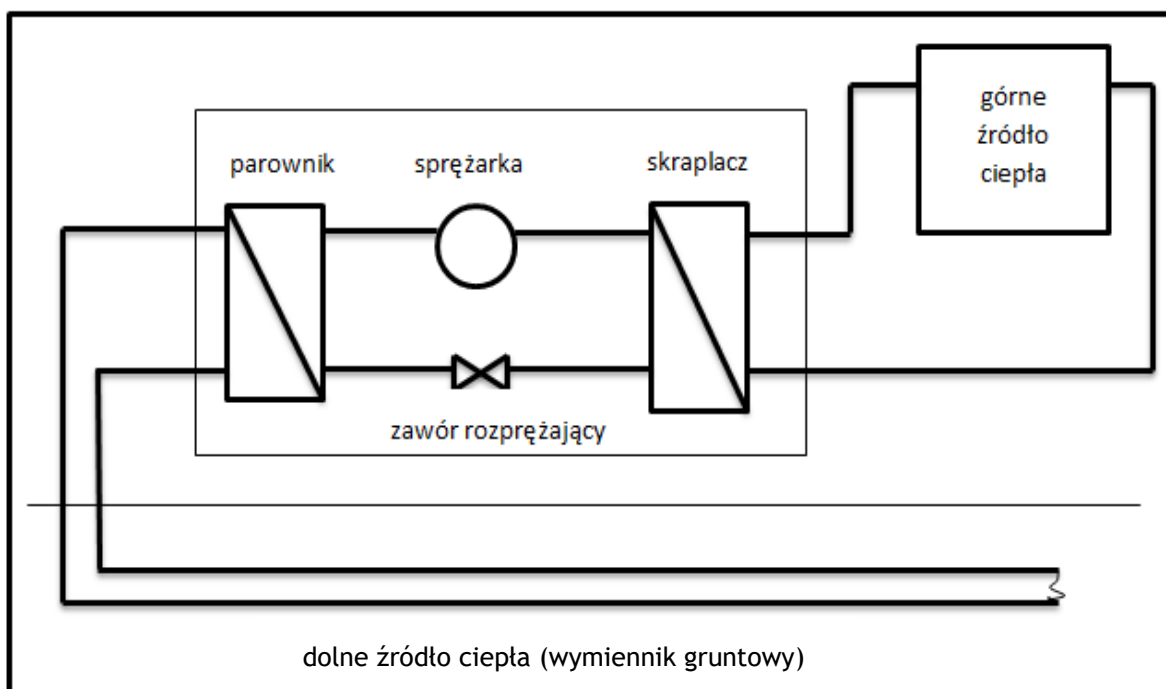 górne
źródło
ciepła
parownik
sprężarka
skraplacz
zawór rozprężający
dolne źródło ciepła (wymiennik gruntowy)